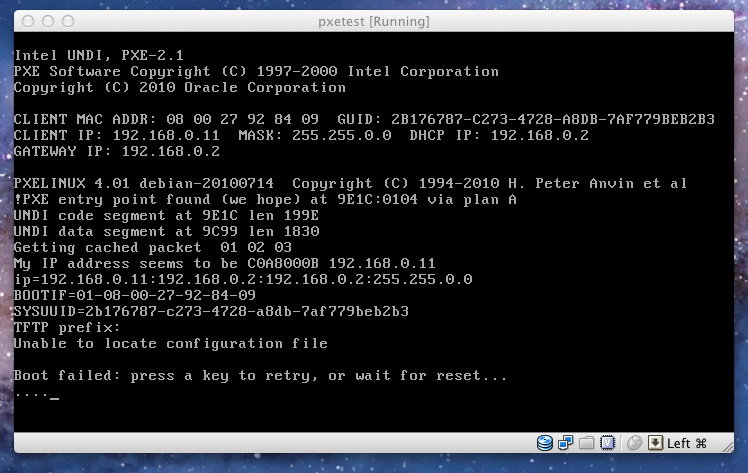 pxetest [Running]
Intel UNDI, PXE-2.1
PXE Software Copyright (C) 1997-2000 Intel Corporation
Copyright (C) 2010 Oracle Corporation
CLIENT MAC ADDR: 08 00 27 92 84 09  GUID: 2B176787-C273-4728-A8DB-7AF779BEB2B3
CLIENT IP: 192.168.0.11  MASK: 255.255.0.0  DHCP IP: 192.168.0.2
GATEWAY IP: 192.168.0.2
PXELINUX 4.01 debian-20100714  Copyright (C) 1994-2010 H. Peter Anvin et al
!PXE entry point found (we hope) at 9E1C:0104 via plan A
UNDI code segment at 9E1C len 199E
UNDI data segment at 9C99 len 1830
Getting cached packet  01 02 03
My IP address seems to be C0A8000B 192.168.0.11
ip=192.168.0.11:192.168.0.2:192.168.0.2:255.255.0.0
BOOTIF=01-08-00-27-92-84-09
SYSUUID=2b176787-c273-4728-a8db-7af779beb2b3
TFTP prefix:
Unable to locate configuration file
Boot failed: press a key to retry, or wait for reset...
...._
Left ⌘